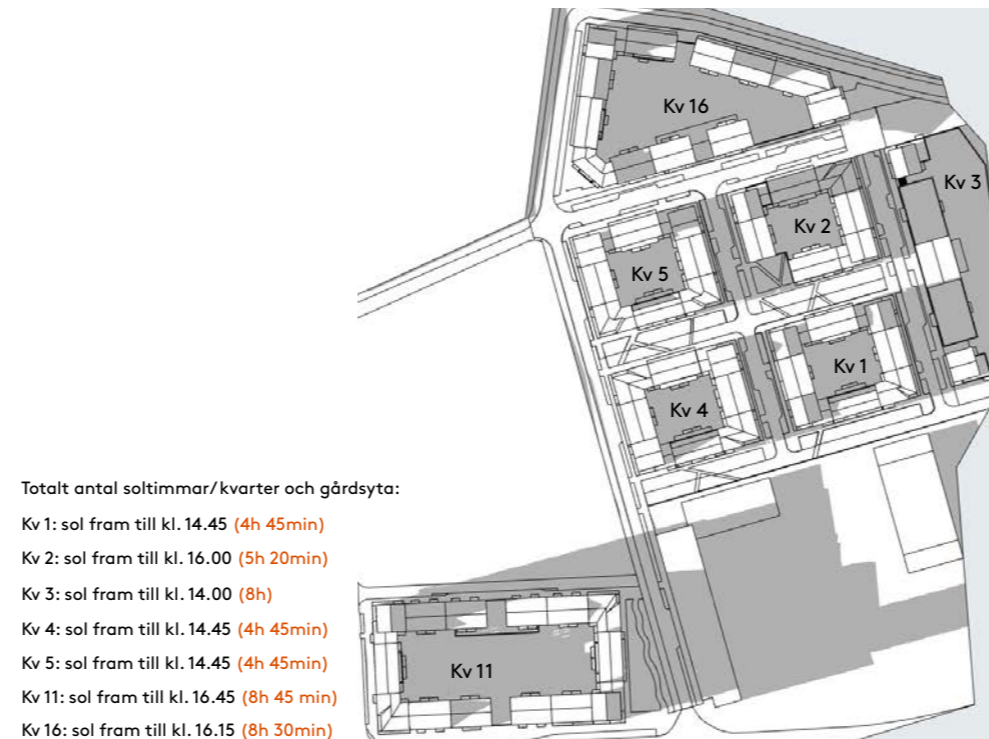 Kv 16
Kv 3
Kv 2
Kv 5
Kv 1
Kv 4
Totalt antal soltimmar/kvarter och gårdsyta:
Kv 1: sol fram till kl. 14.45 (4h 45min)
Kv 2: sol fram till kl. 16.00 (5h 20min)
Kv 3: sol fram till kl. 14.00 (8h)
Kv 4: sol fram till kl. 14.45 (4h 45min)
Kv 5: sol fram till kl. 14.45 (4h 45min)
Kv 11: sol fram till kl. 16.45 (8h 45 min)
Kv 16: sol fram till kl. 16.15 (8h 30min)
Kv 11